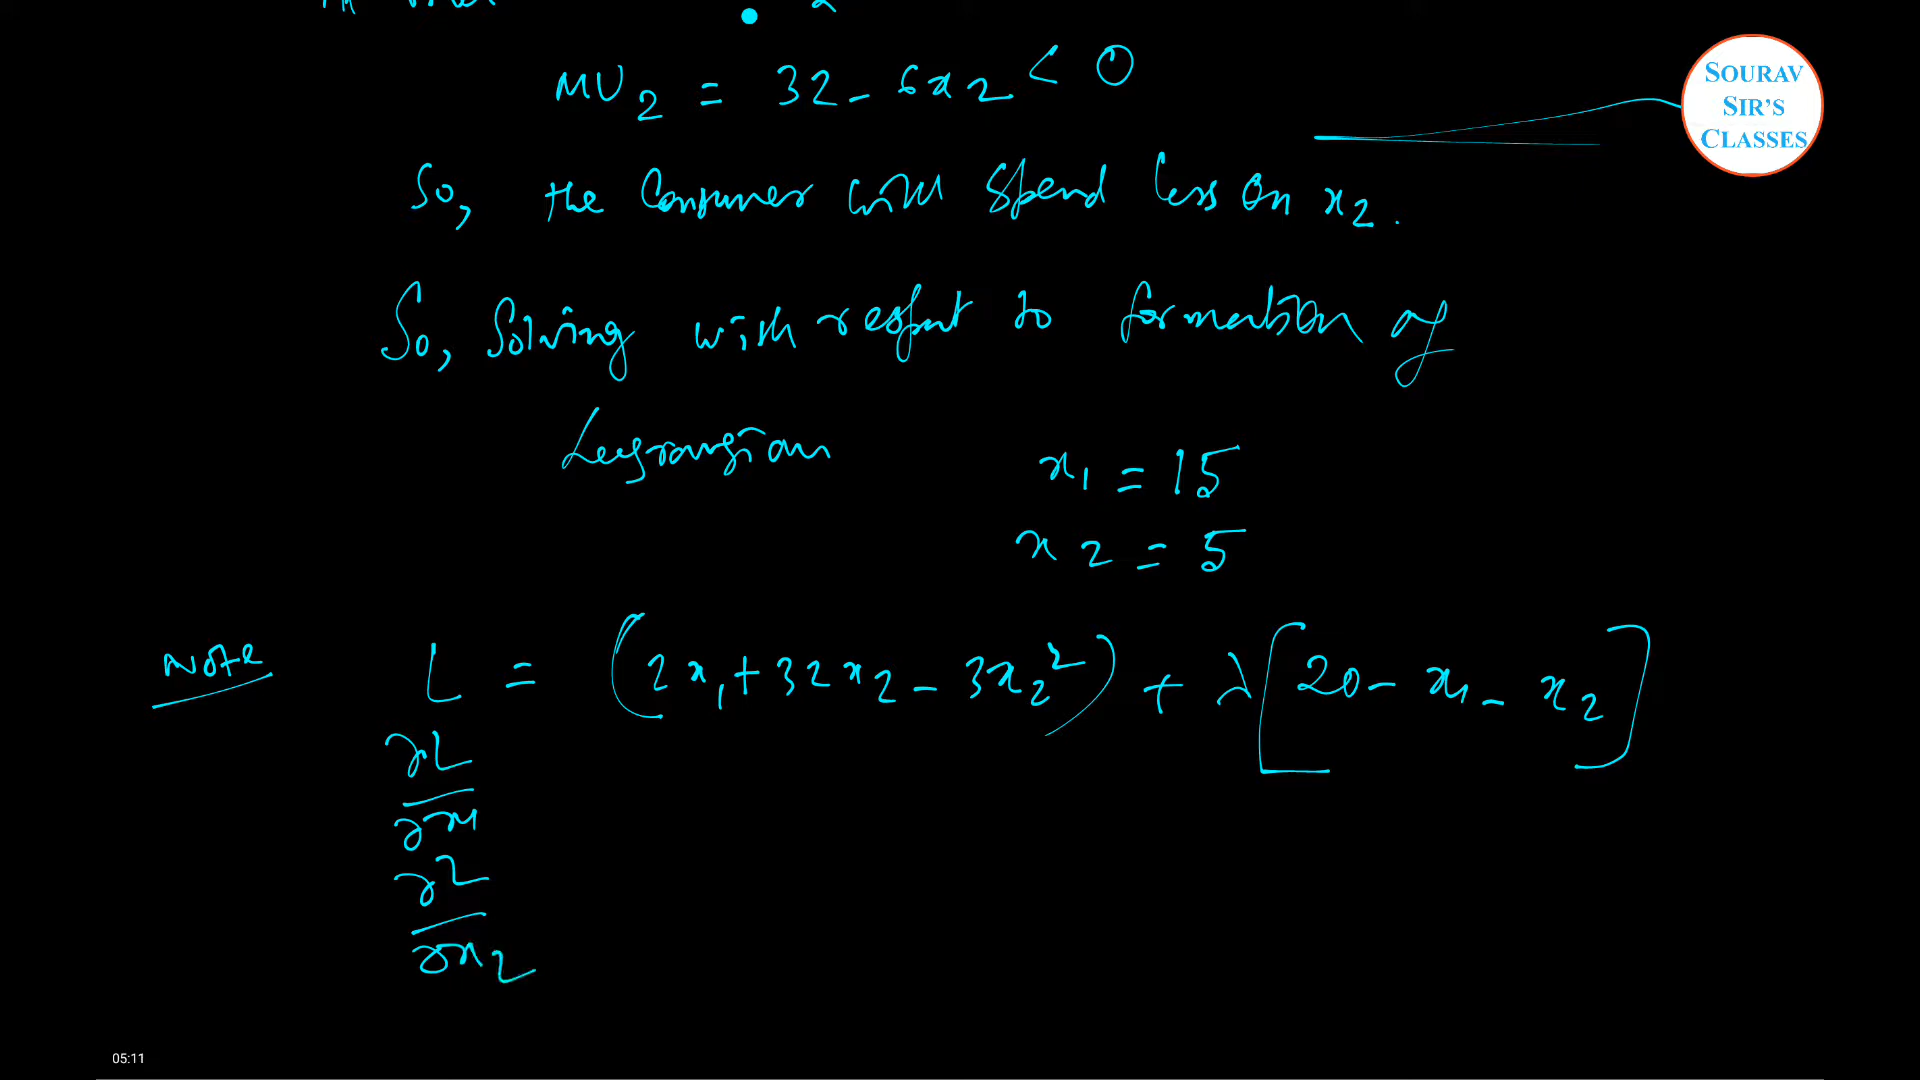 MU2 = 32 - 6x2 < 0
SOURAV
SIR'S
CLASSES
So, the Consumer will spend less on x2.
So, Solving with respect to formation of
Lagrangian
x1 = 15
x2 = 5
Note L = (2x1 + 32x2 - 3x2²) + λ[20 - x1 - x2]
∂L
∂x1
∂L
∂x2
05:11